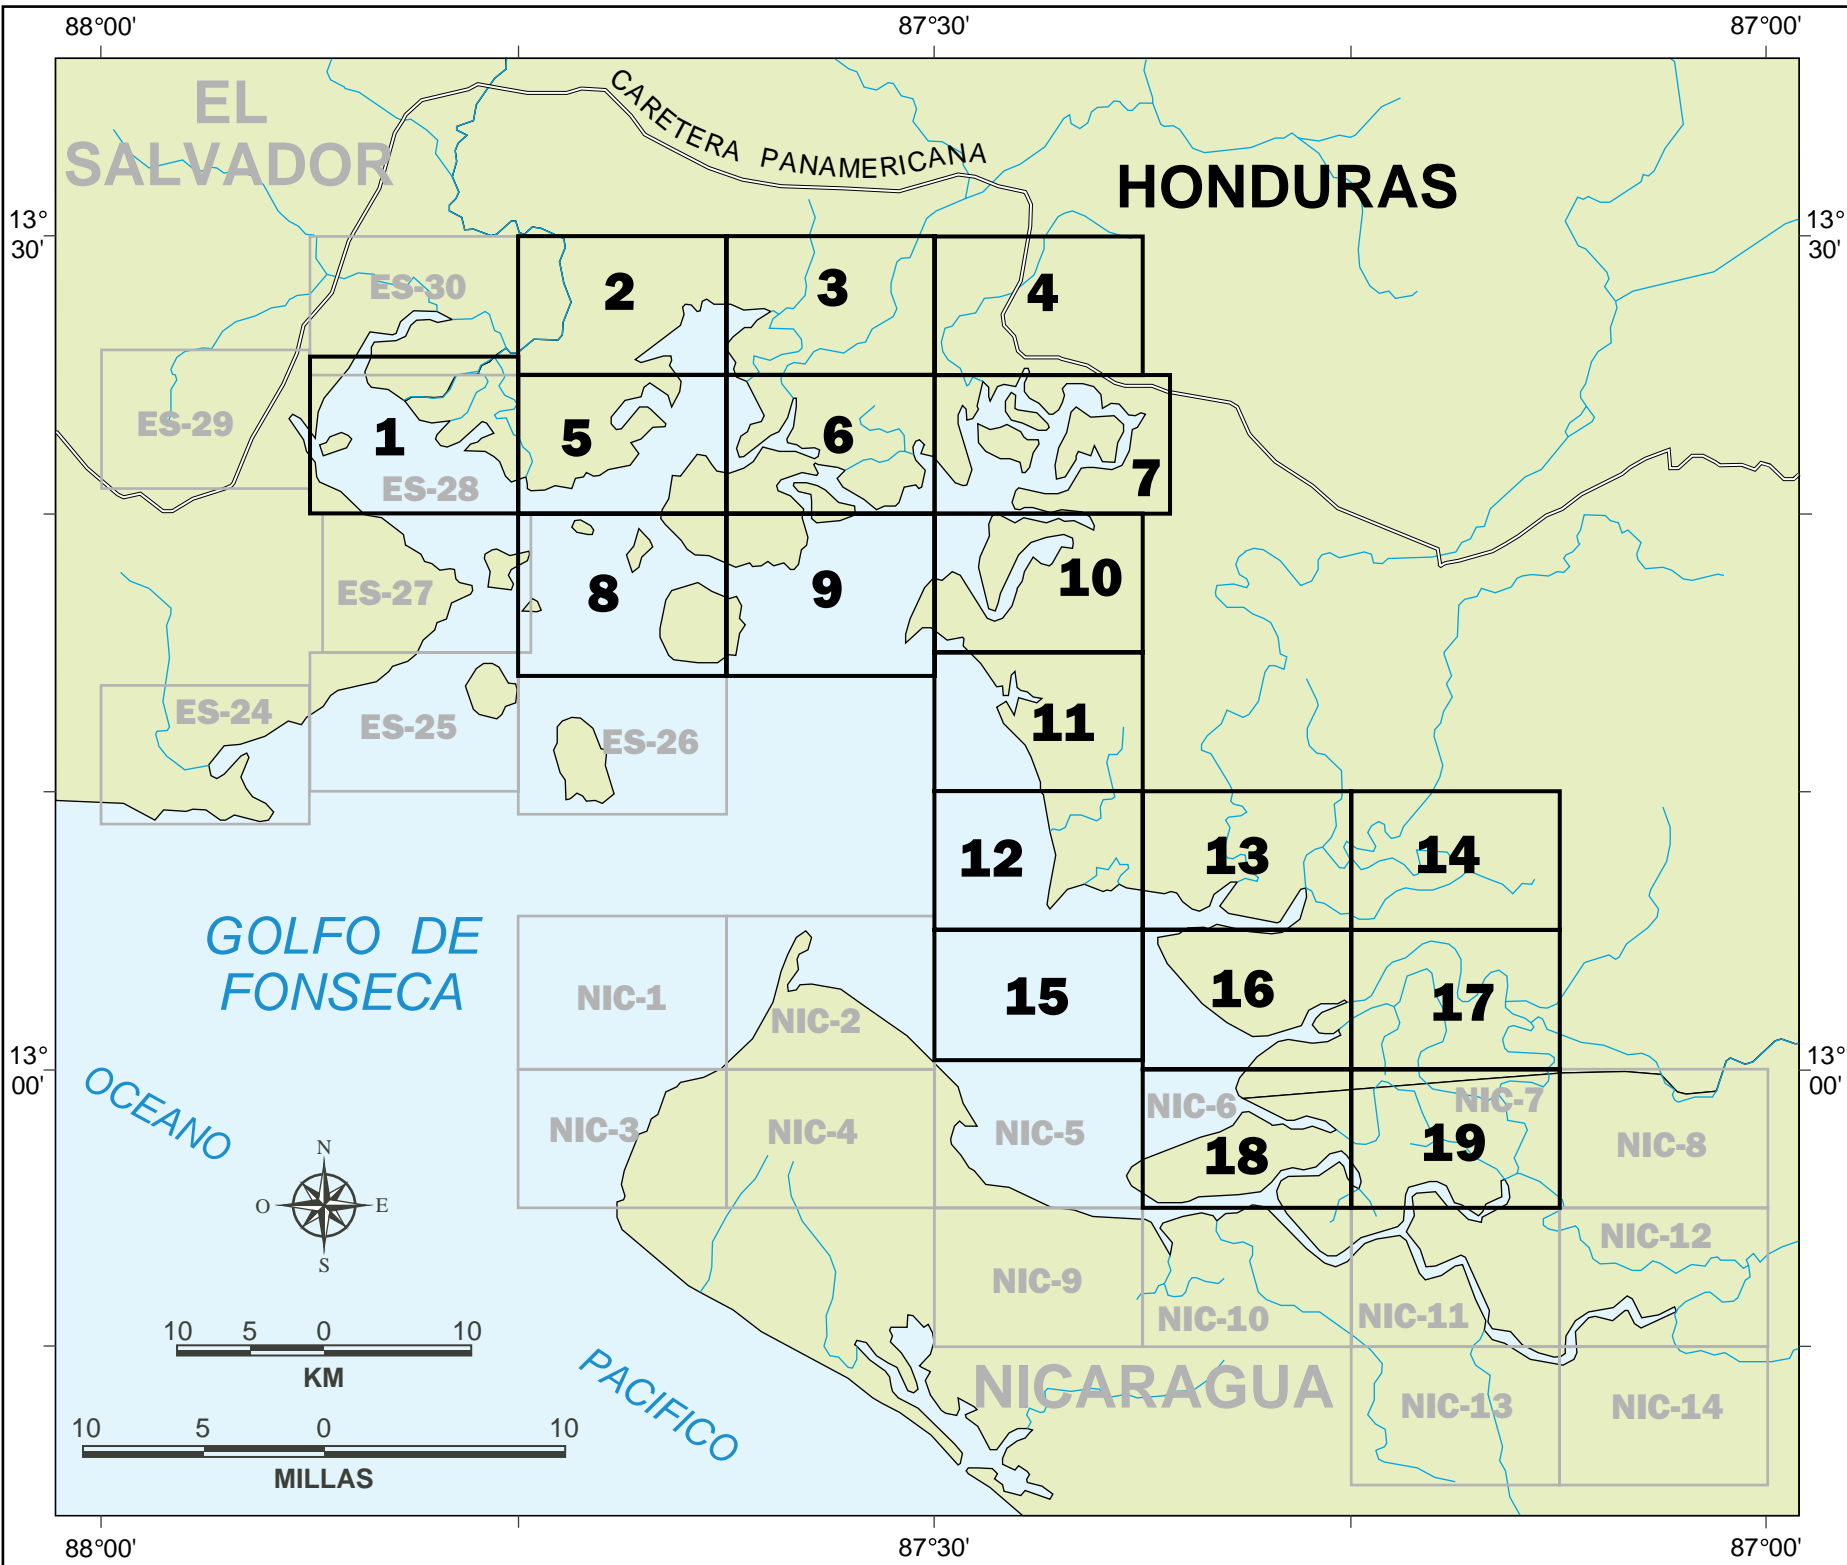 88°00' 87°30' 87°00'
EL
SALVADOR
CARETERA PANAMERICANA
HONDURAS
13°
30'
13°
30'
ES-30
2
3
4
ES-29
1
5
6
7
ES-28
ES-27
8
9
10
ES-24
ES-25
ES-26
11
12
13
14
GOLFO DE
FONSECA
NIC-1
NIC-2
15
16
17
13°
00'
13°
00'
OCEANO
NIC-3
NIC-4
NIC-5
NIC-6
NIC-7
18
19
NIC-8
N
O E
S
NIC-9
NIC-10
NIC-11
NIC-12
10 5 0 10
KM
PACIFICO
NICARAGUA
NIC-13
NIC-14
10 5 0 10
MILLAS
88°00' 87°30' 87°00'